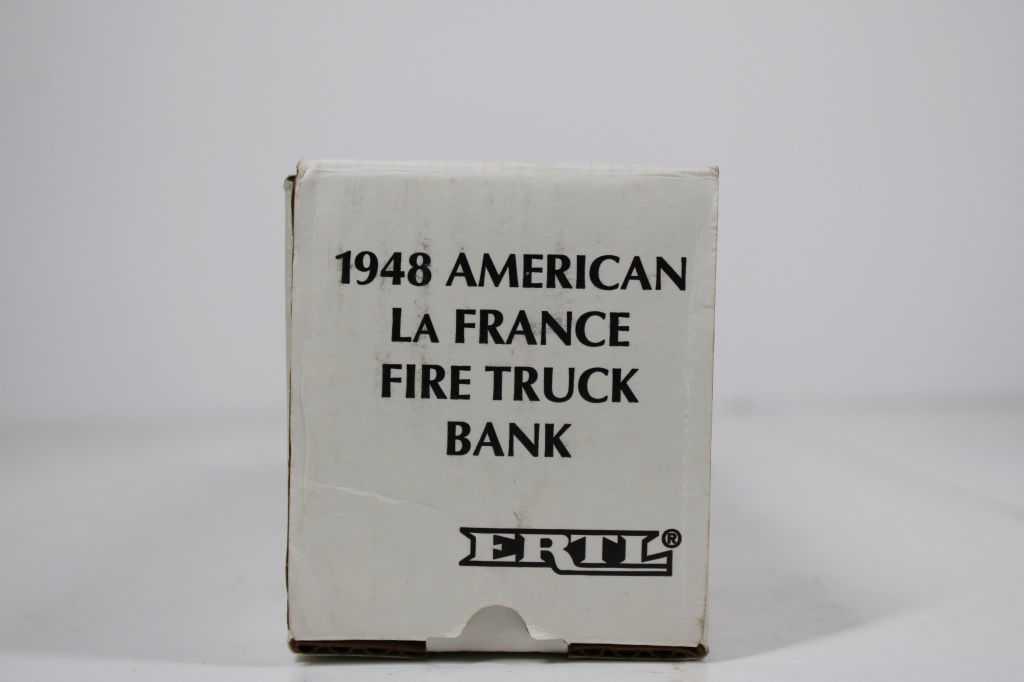 1948 AMERICAN
LA FRANCE
FIRE TRUCK
BANK
ERTL®